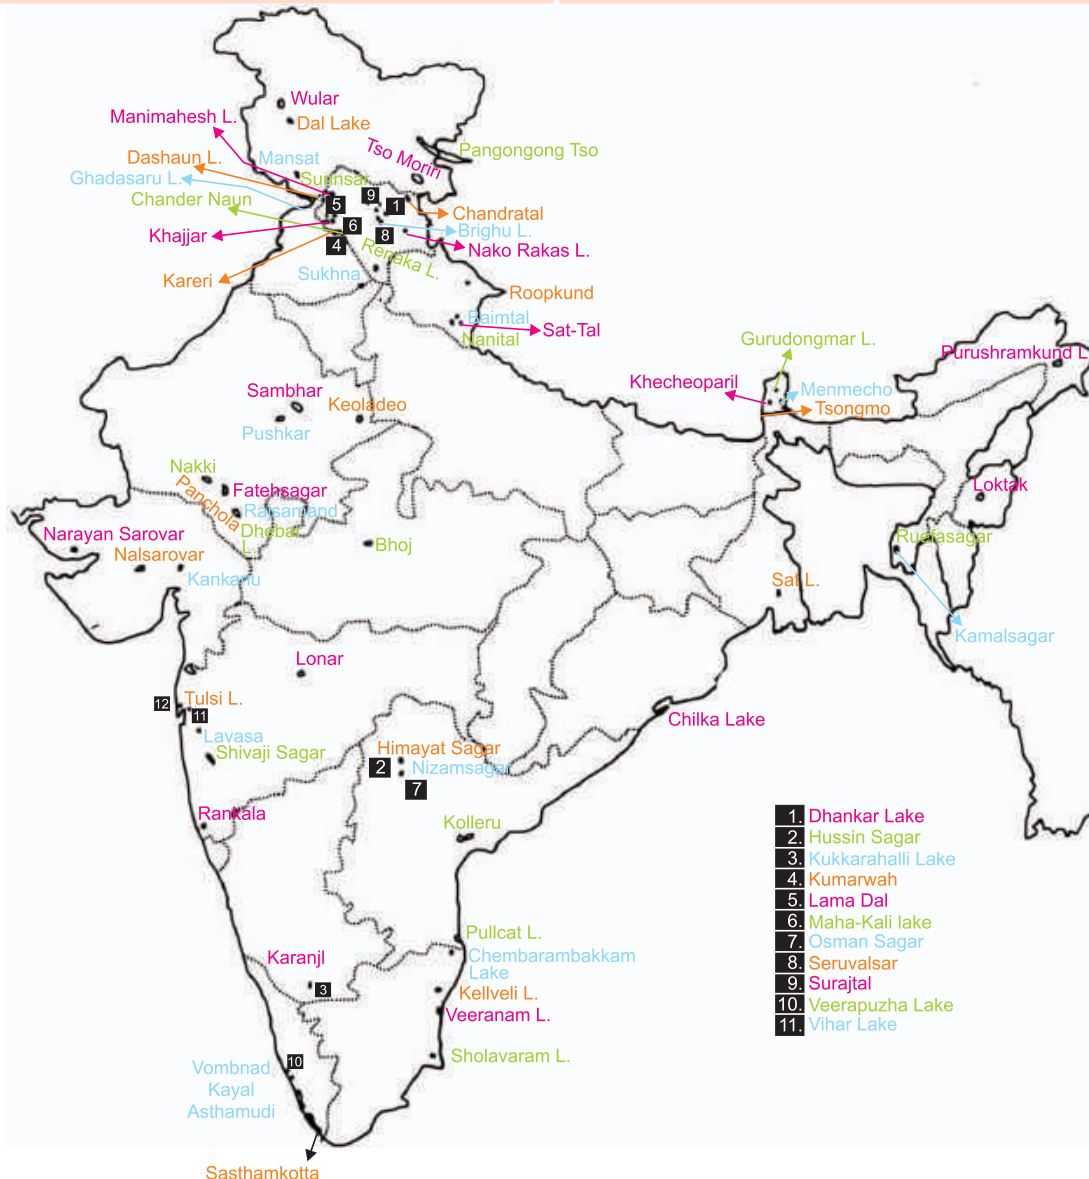 Wular
Manimahesh L.
Dal Lake
Dashaun L.
Mansat
Tso Moriri
Pangongong Tso
Ghadasaru L.
Surinsar
Chander Naun
9
5
1
Chandratal
6
Brighu L.
Khajjar
8
4
Nako Rakas L.
Renaka L.
Kareri
Sukhna
Roopkund
Baimtal
Sat-Tal
Nanital
Gurudongmar L.
Purushramkund L
Khecheoparil
Menmecho
Tsongmo
Sambhar
Keoladeo
Pushkar
Nakki
Panchola
Fatehsagar
Rajsamand
Dhebar
L.
Loktak
Narayan Sarovar
Nalsarovar
Kankariu
Bhoj
Rudfasagar
Sat L.
Kamalsagar
Lonar
12
Tulsi L.
11
Lavasa
Shivaji Sagar
Chilka Lake
Himayat Sagar
2
Nizamsagar
7
Rankala
Kolleru
1. Dhankar Lake
2. Hussin Sagar
3. Kukkarahalli Lake
4. Kumarwah
5. Lama Dal
6. Maha-Kali lake
7. Osman Sagar
8. Seruvalsar
9. Surajtal
10. Veerapuzha Lake
11. Vihar Lake
Pullcat L.
Karanjl
Chembarambakkam
Lake
3
Kellveli L.
Veeranam L.
Sholavaram L.
10
Vombnad
Kayal
Asthamudi
Sasthamkotta